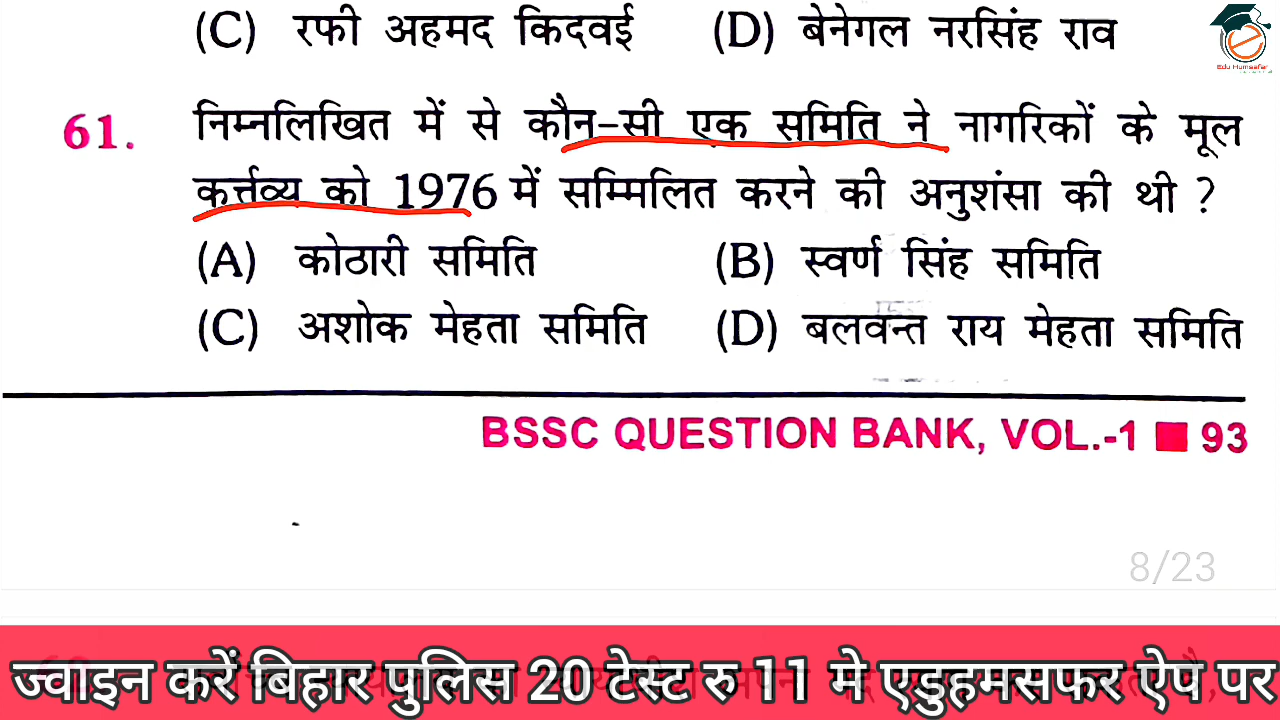 (C) रफी अहमद किदवई (D) बेनेगल नरसिंह राव
Edu Humsafar
61. निम्नलिखित में से कौन-सी एक समिति ने नागरिकों के मूल
कर्त्तव्य को 1976 में सम्मिलित करने की अनुशंसा की थी ?
(A) कोठारी समिति (B) स्वर्ण सिंह समिति
(C) अशोक मेहता समिति (D) बलवन्त राय मेहता समिति
BSSC QUESTION BANK, VOL.-1 ■ 93
8/23
ज्वाइन करें बिहार पुलिस 20 टेस्ट रु 11 मे एडुहमसफर ऐप पर